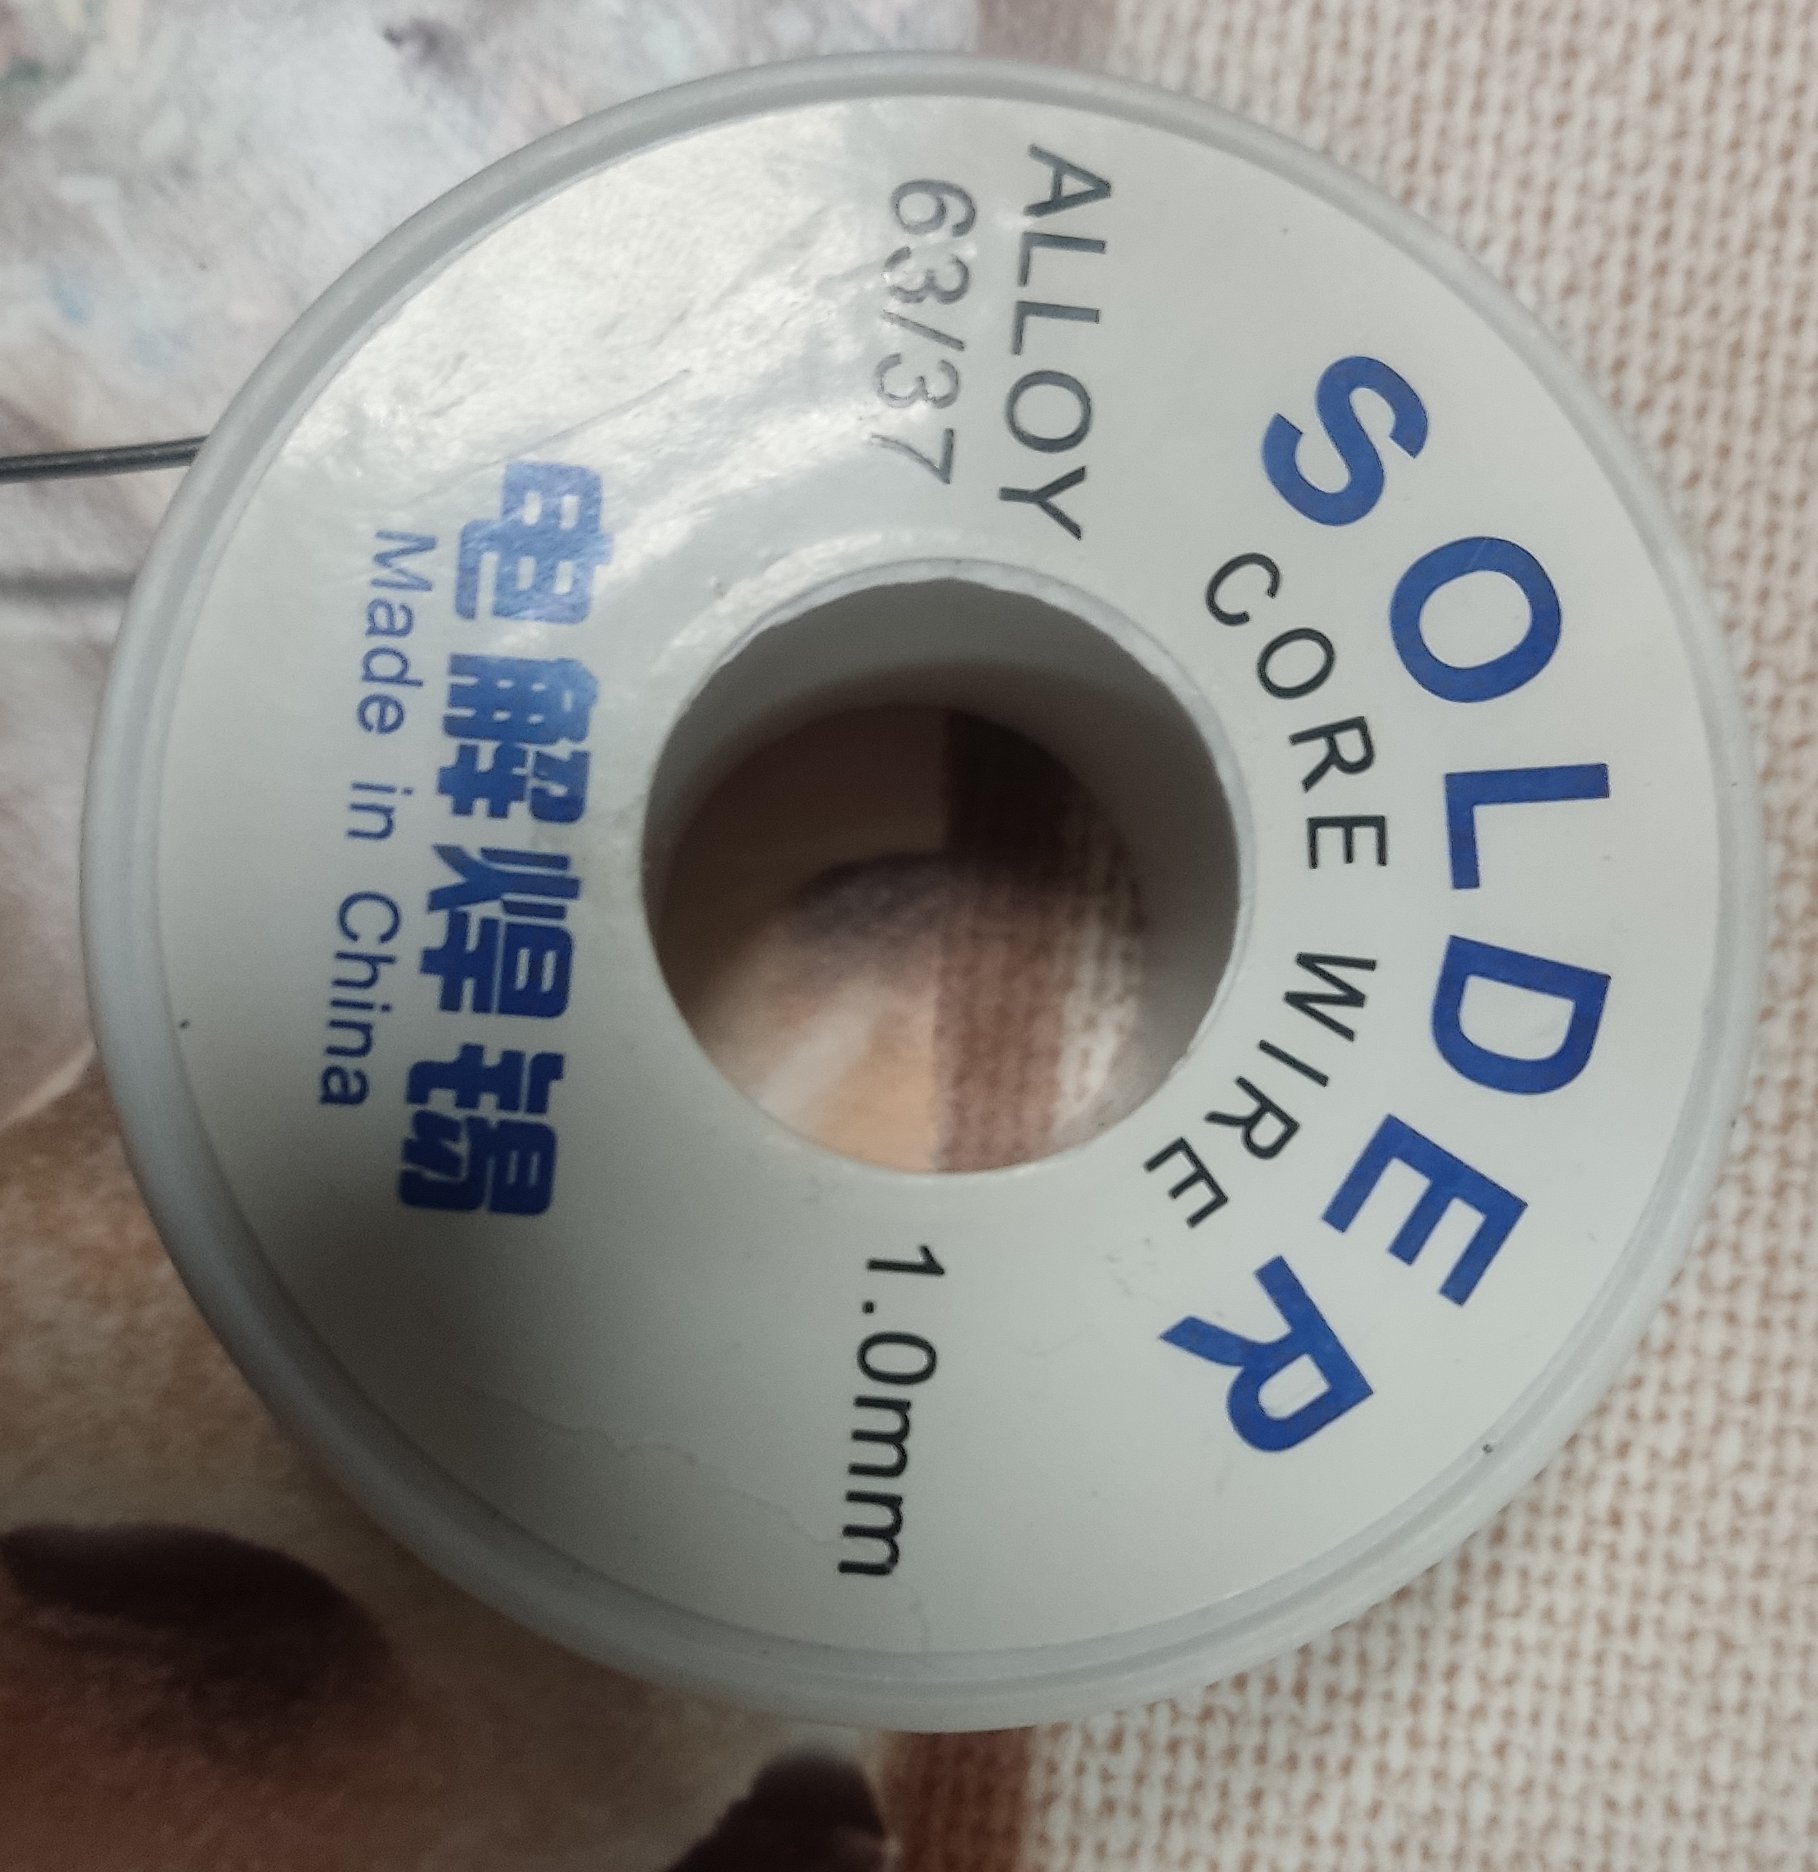 SOLDER
CORE WIRE
ALLOY
63/37
1.0mm
电解焊锡
Made in China